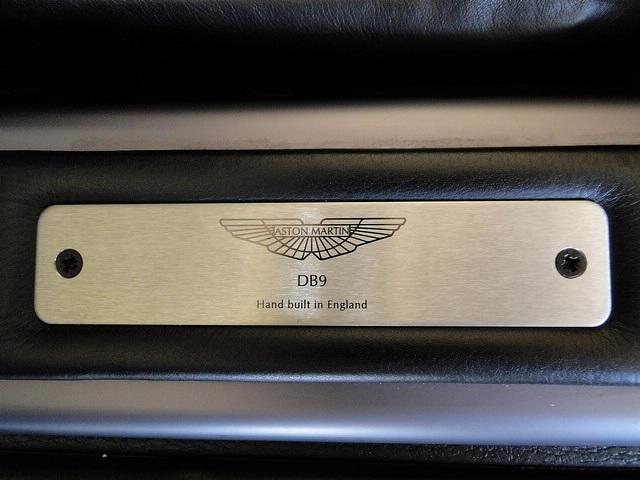 ASTON MARTIN
DB9
Hand built in England